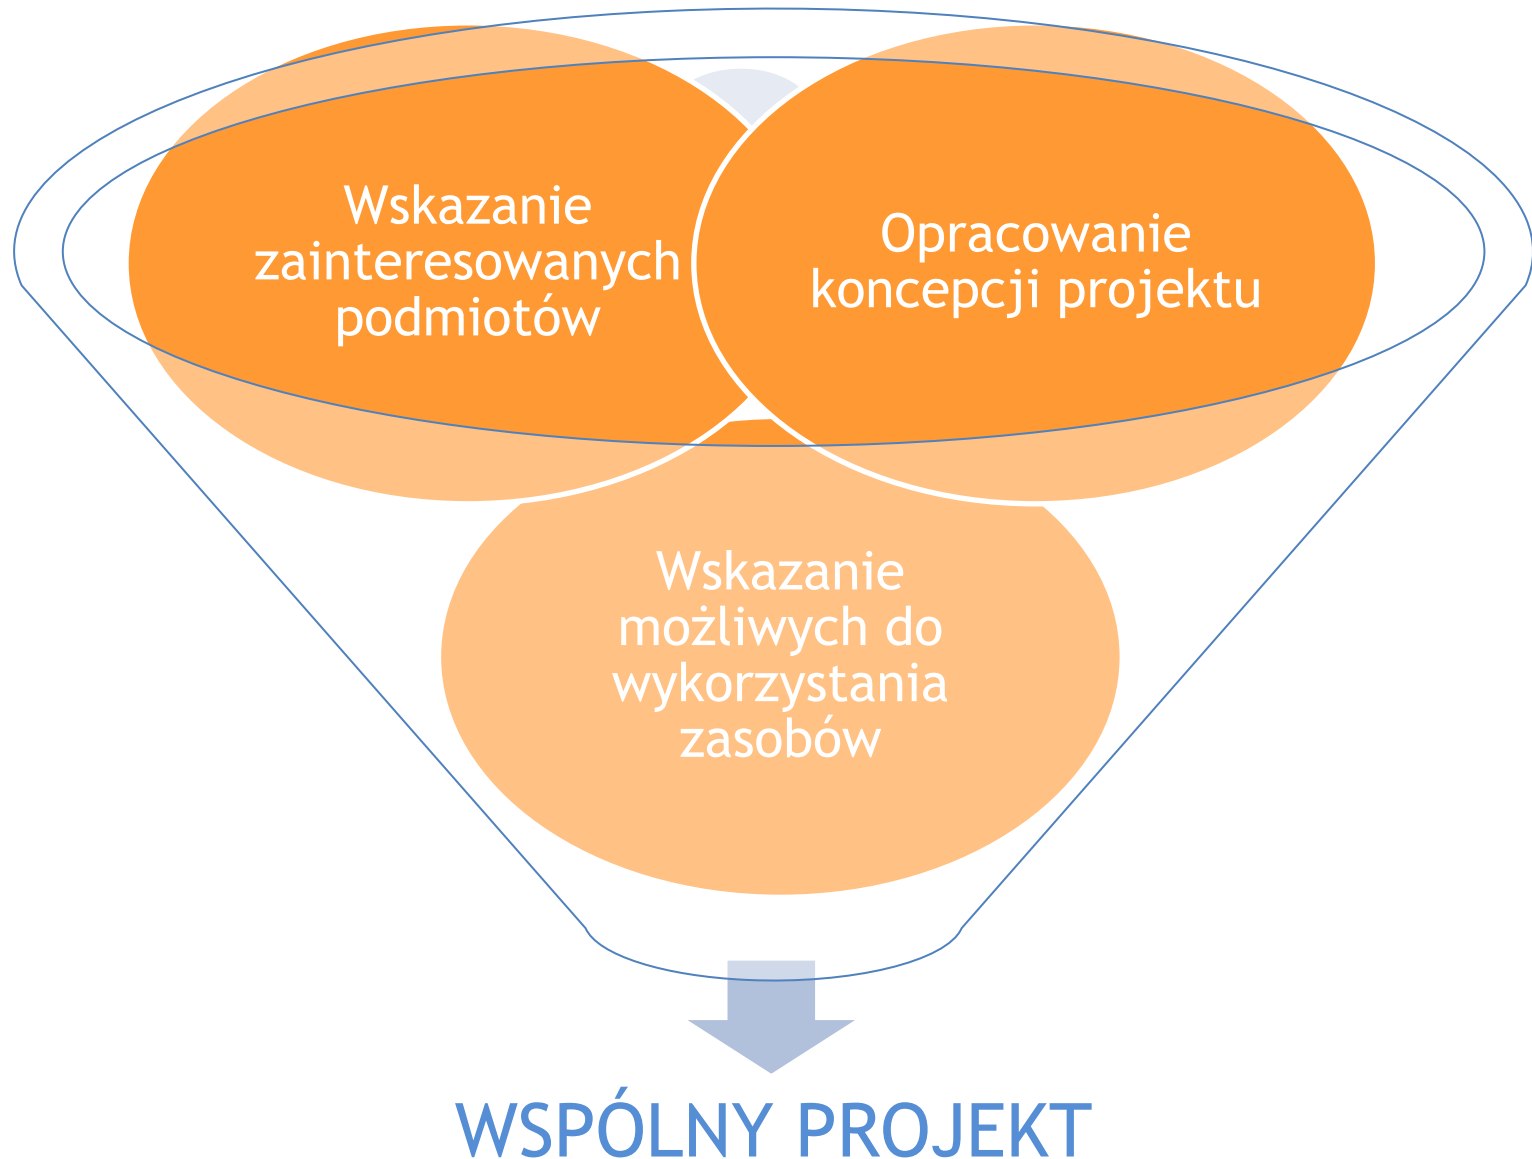 Wskazanie
zainteresowanych
podmiotów
Opracowanie
koncepcji projektu
Wskazanie
możliwych do
wykorzystania
zasobów
WSPÓLNY PROJEKT